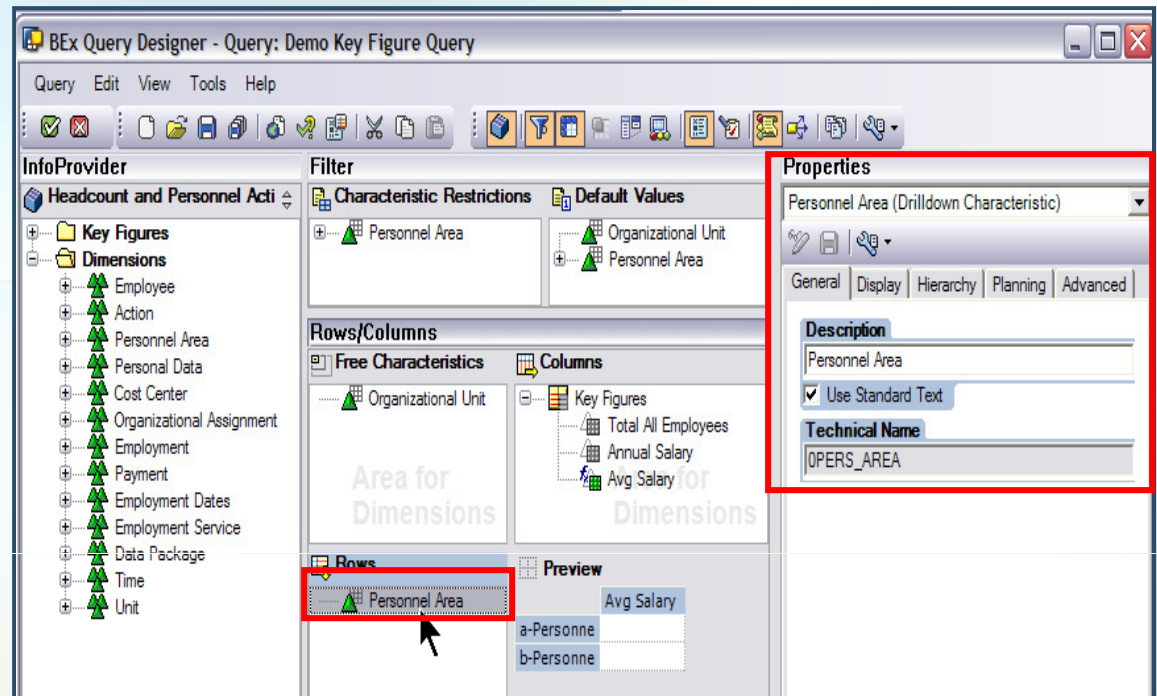 BEx Query Designer - Query: Demo Key Figure Query
Query Edit View Tools Help
InfoProvider
Headcount and Personnel Acti
Key Figures
Dimensions
Employee
Action
Personnel Area
Personal Data
Cost Center
Organizational Assignment
Employment
Payment
Employment Dates
Employment Service
Data Package
Time
Unit
Filter
Characteristic Restrictions
Personnel Area
Default Values
Organizational Unit
Personnel Area
Rows/Columns
Free Characteristics
Organizational Unit
Area for
Dimensions
Columns
Key Figures
Total All Employees
Annual Salary
Avg Salary
Area for
Dimensions
Rows
Personnel Area
Preview
Avg Salary
a-Personne
b-Personne
Properties
Personnel Area (Drilldown Characteristic)
General Display Hierarchy Planning Advanced
Description
Personnel Area
Use Standard Text
Technical Name
0PERS_AREA